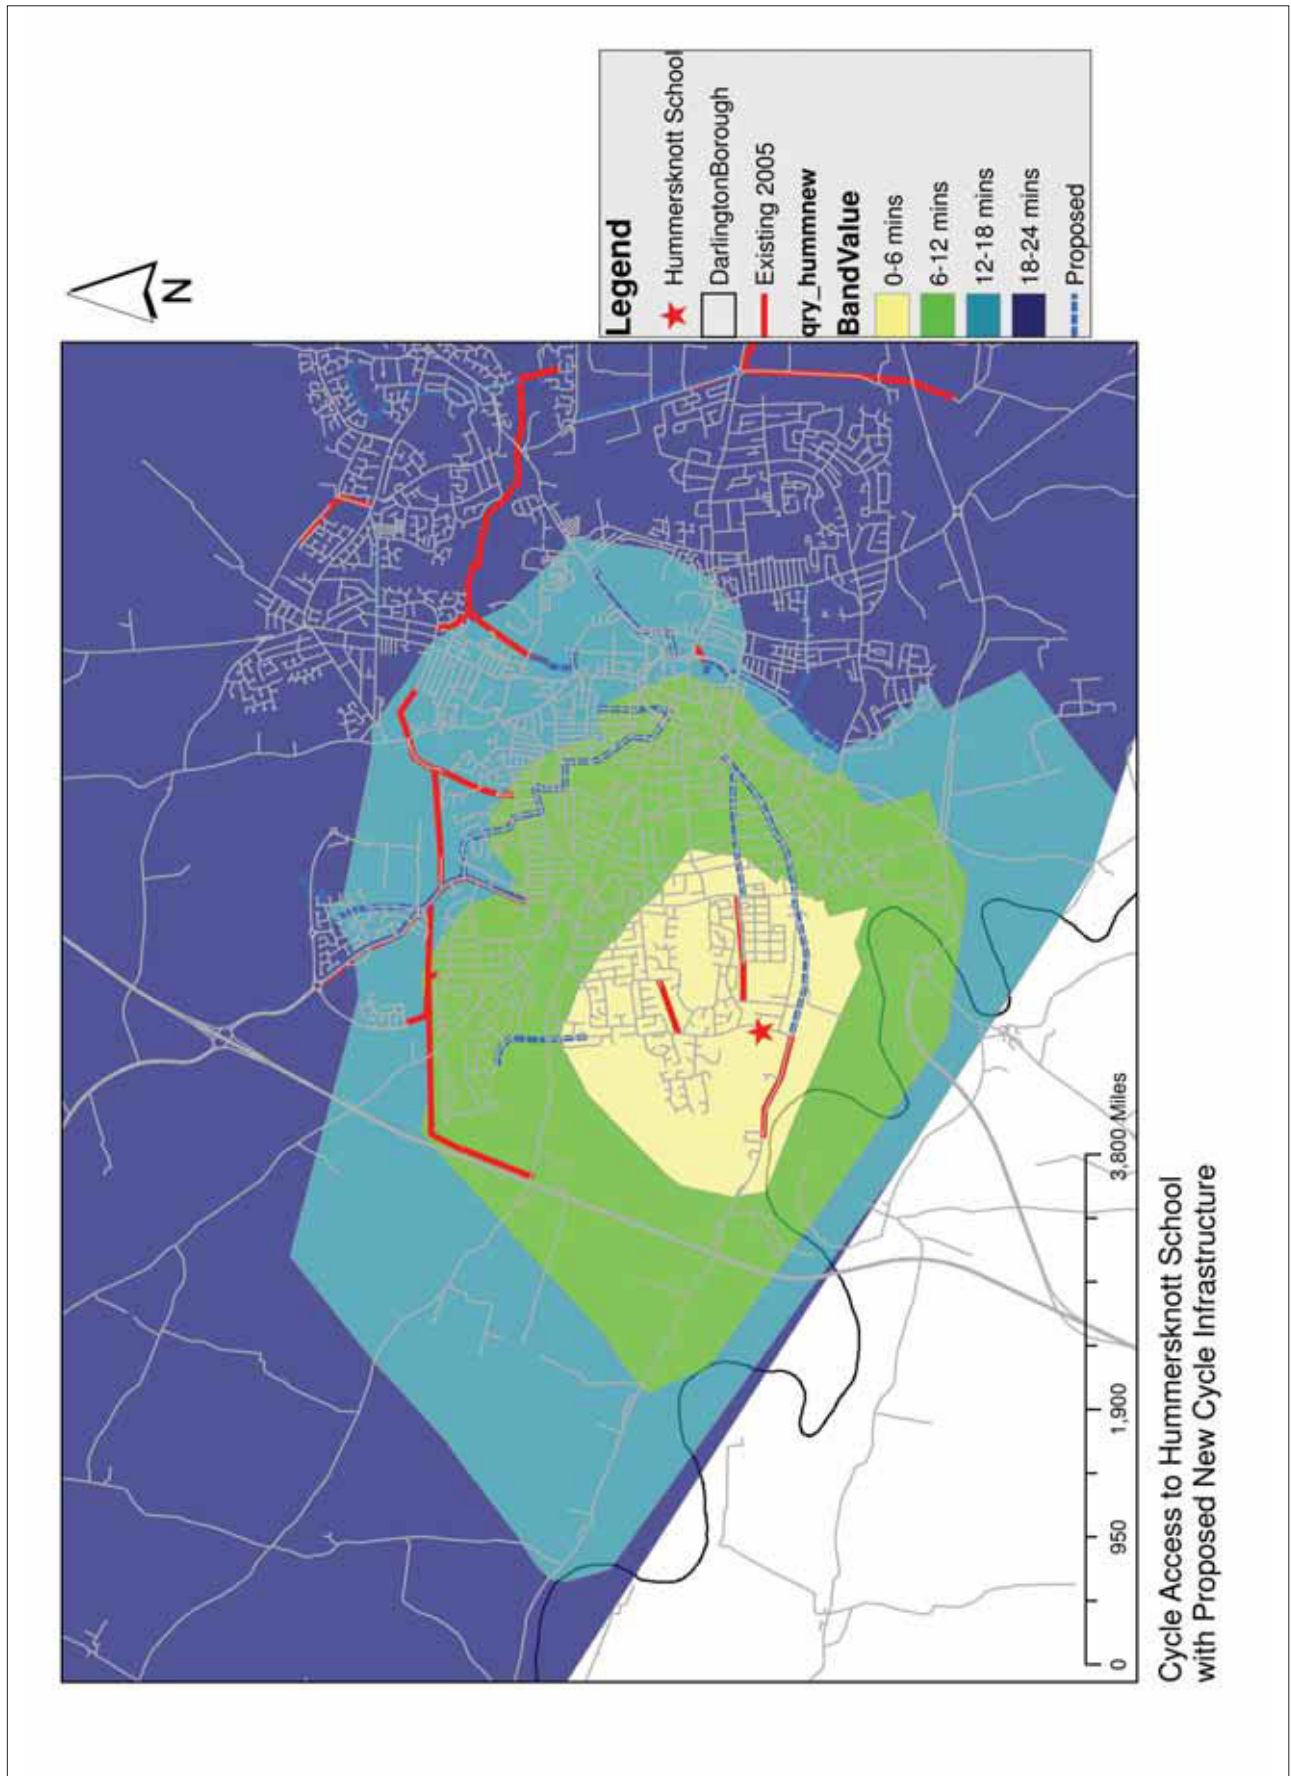 N
Legend
Hummersknott School
DarlingtonBorough
Existing 2005
qry_hummnew
BandValue
0-6 mins
6-12 mins
12-18 mins
18-24 mins
Proposed
0 950 1,900 3,800 Miles
Cycle Access to Hummersknott School
with Proposed New Cycle Infrastructure